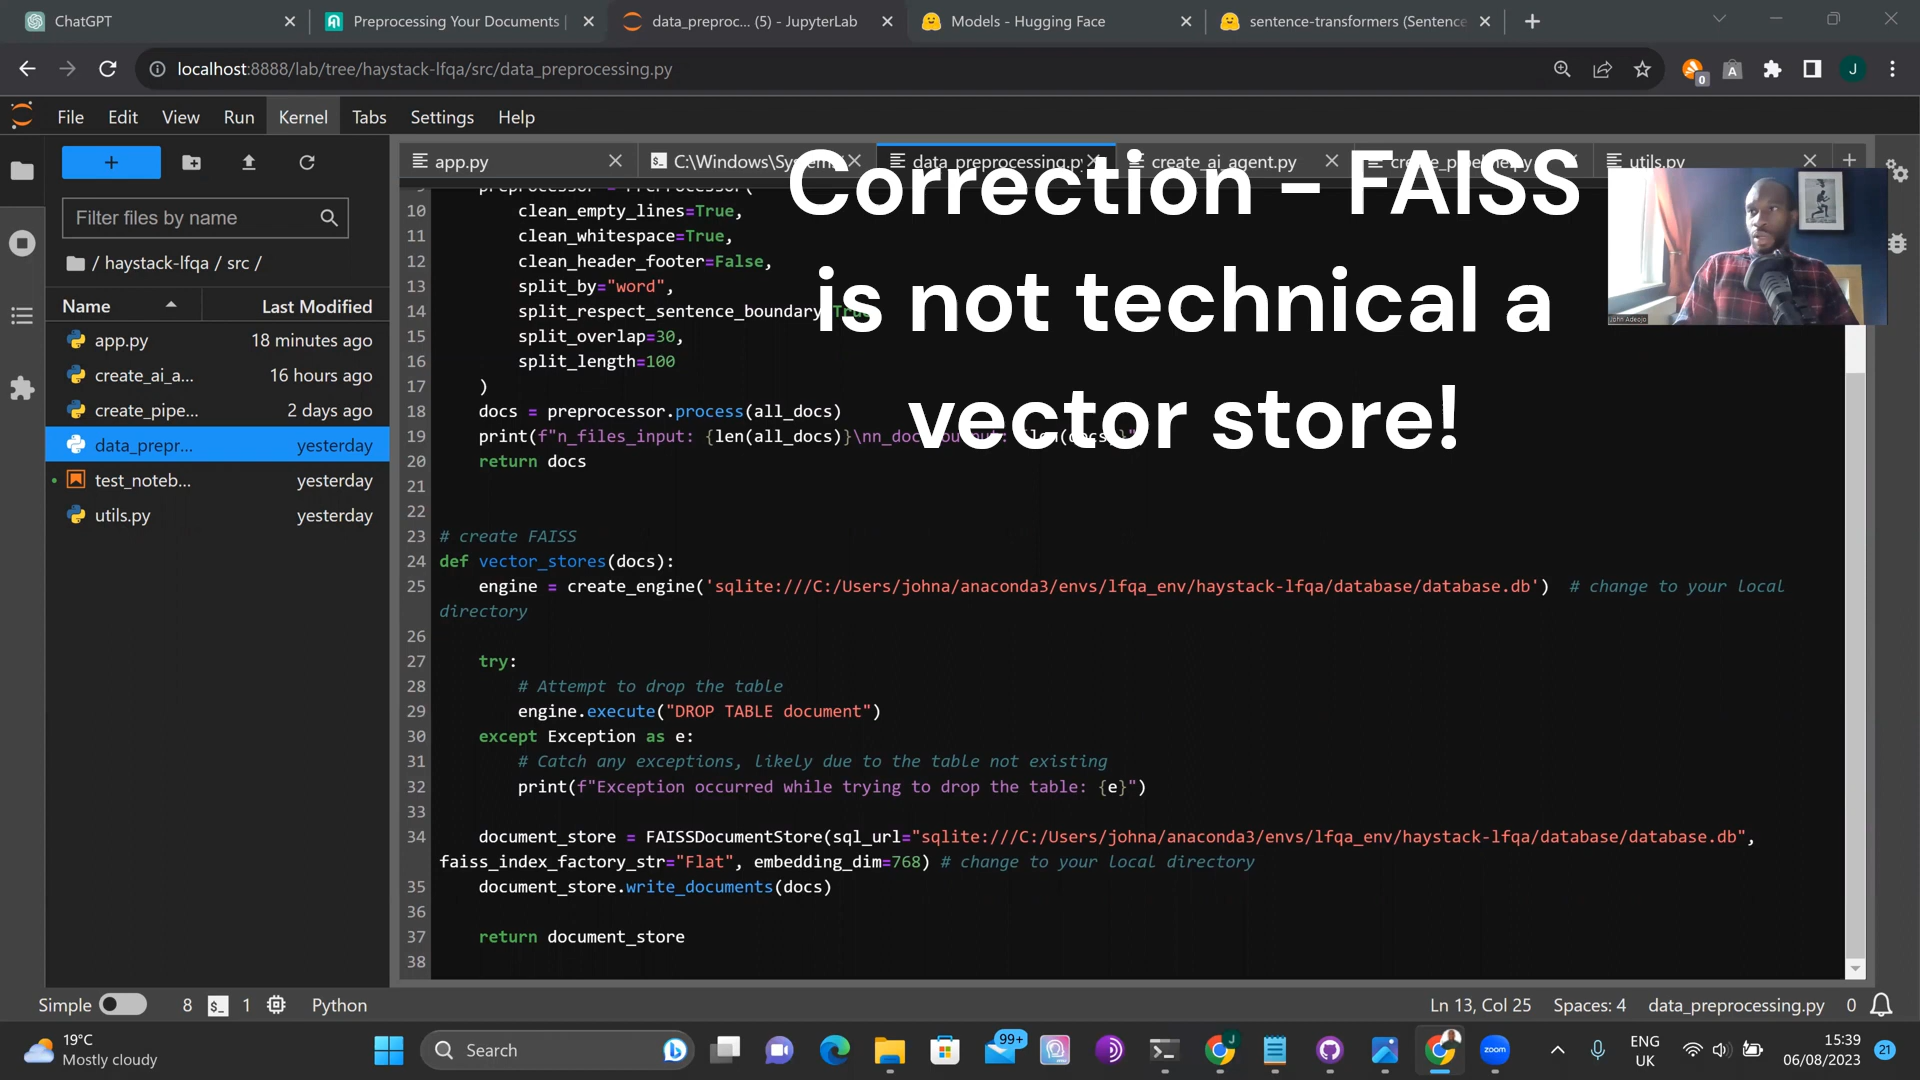 ChatGPT
Preprocessing Your Documents
data_preproc... (5) - JupyterLab
Models - Hugging Face
sentence-transformers (Sentence
localhost:8888/lab/tree/haystack-lfqa/src/data_preprocessing.py
0
A
J
File Edit View Run Kernel Tabs Settings Help
app.py
data_preprocessing.p
create_ai_agent.py
utils.py
Filter files by name
/ haystack-lfqa / src /
Name Last Modified
app.py 18 minutes ago
create_ai_a... 16 hours ago
create_pipe... 2 days ago
data_prepr... yesterday
test_noteb... yesterday
utils.py yesterday
Correction – FAISS
is not technical a
vector store!
John Adeojo
10 clean_empty_lines=True,
11 clean_whitespace=True,
12 clean_header_footer=False,
13 split_by="word",
14 split_respect_sentence_boundary
15 split_overlap=30,
16 split_length=100
17 )
18 docs = preprocessor.process(all_docs)
19 print(f"n_files_input: {len(all_docs)}\nn_doc
20 return docs
21
22
23 # create FAISS
24 def vector_stores(docs):
25 engine = create_engine('sqlite:///C:/Users/johna/anaconda3/envs/lfqa_env/haystack-lfqa/database/database.db') # change to your local
directory
26
27 try:
28 # Attempt to drop the table
29 engine.execute("DROP TABLE document")
30 except Exception as e:
31 # Catch any exceptions, likely due to the table not existing
32 print(f"Exception occurred while trying to drop the table: {e}")
33
34 document_store = FAISSDocumentStore(sql_url="sqlite:///C:/Users/johna/anaconda3/envs/lfqa_env/haystack-lfqa/database/database.db",
faiss_index_factory_str="Flat", embedding_dim=768) # change to your local directory
35 document_store.write_documents(docs)
36
37 return document_store
38
Simple 8 $_ 1 Python
Ln 13, Col 25 Spaces: 4 data_preprocessing.py 0
19°C
Mostly cloudy
Search
99+
J
zoom
ENG
UK
15:39
06/08/2023
21